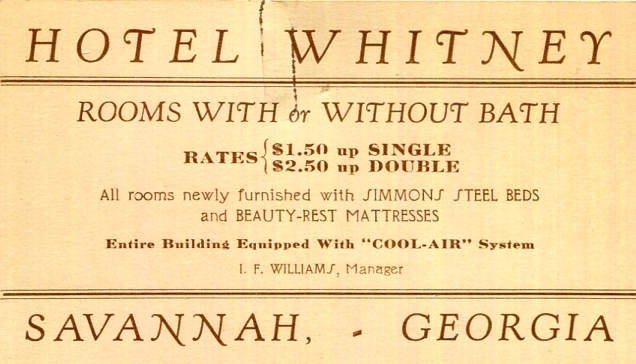 HOTEL WHITNEY
ROOMS WITH or WITHOUT BATH
RATES { $1.50 up SINGLE
$2.50 up DOUBLE
All rooms newly furnished with SIMMONS STEEL BEDS
and BEAUTY-REST MATTRESSES
Entire Building Equipped With "COOL-AIR" System
I. F. WILLIAMS, Manager
SAVANNAH, - GEORGIA